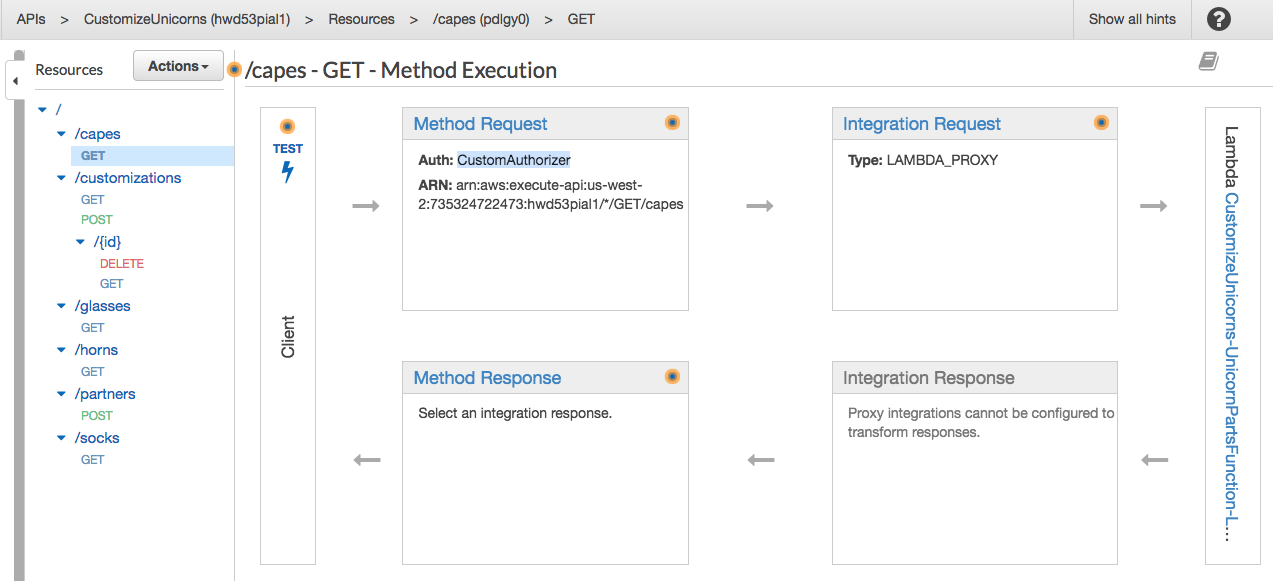 APIs > CustomizeUnicorns (hwd53pial1) > Resources > /capes (pdlgy0) > GET
Show all hints
?
Resources
Actions
/capes - GET - Method Execution
/
/capes
GET
/customizations
GET
POST
/{id}
DELETE
GET
/glasses
GET
/horns
GET
/partners
POST
/socks
GET
TEST
Client
Method Request
Auth: CustomAuthorizer
ARN: arn:aws:execute-api:us-west-
2:735324722473:hwd53pial1/*/GET/capes
Integration Request
Type: LAMBDA_PROXY
Lambda CustomizeUnicorns-UnicornPartsFunction-L...
Method Response
Select an integration response.
Integration Response
Proxy integrations cannot be configured to
transform responses.